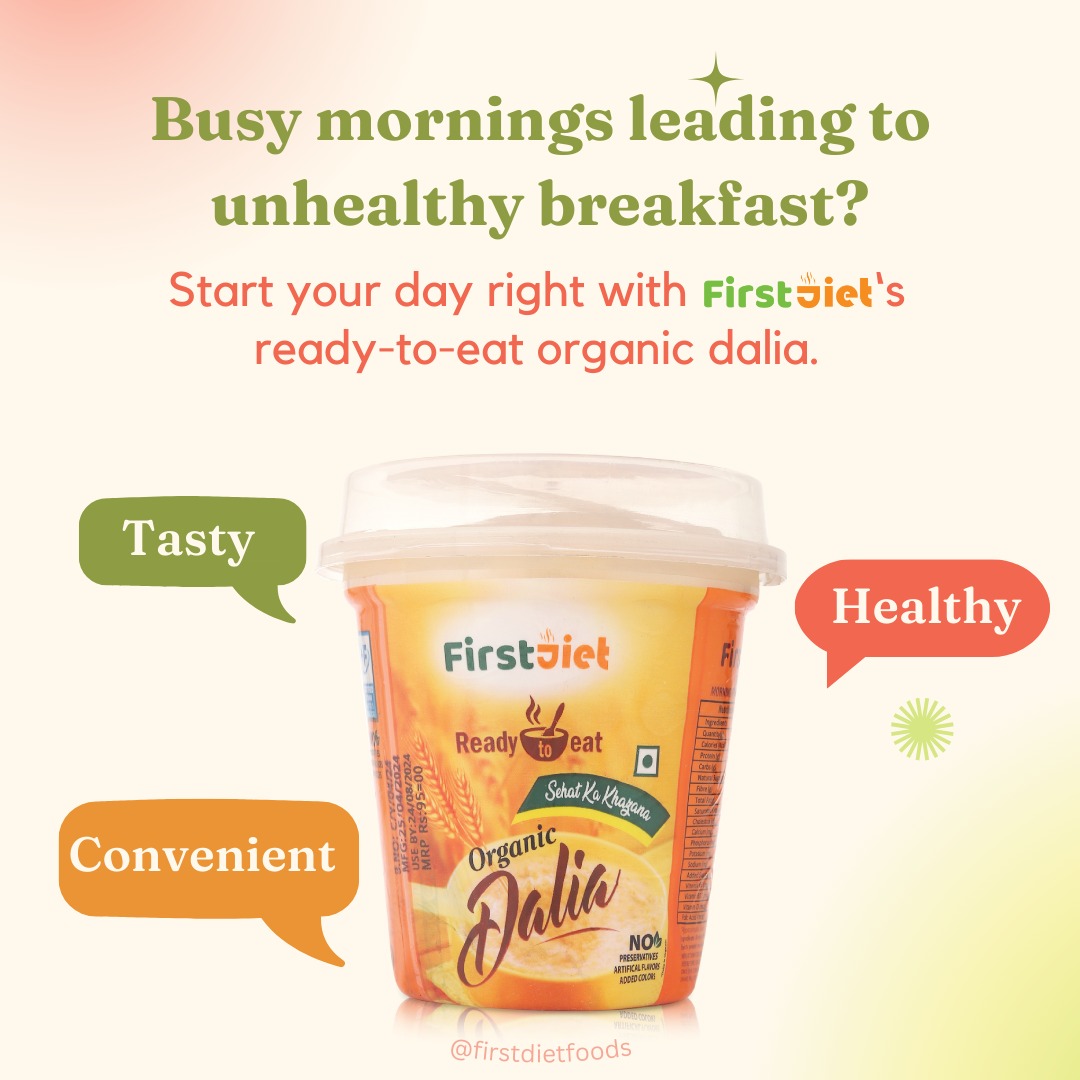 Busy mornings leading to
unhealthy breakfast?
Start your day right with FirstDiet's
ready-to-eat organic dalia.
Tasty
Healthy
Convenient
FirstDiet
Ready to eat
Sehat Ka Khazana
Organic
Dalia
NO
PRESERVATIVES
ARTIFICAL FLAVORS
ADDED COLORS
MFG:25/04/2024
USE BY:24/08/2024
MRP RS:95=00
@firstdietfoods